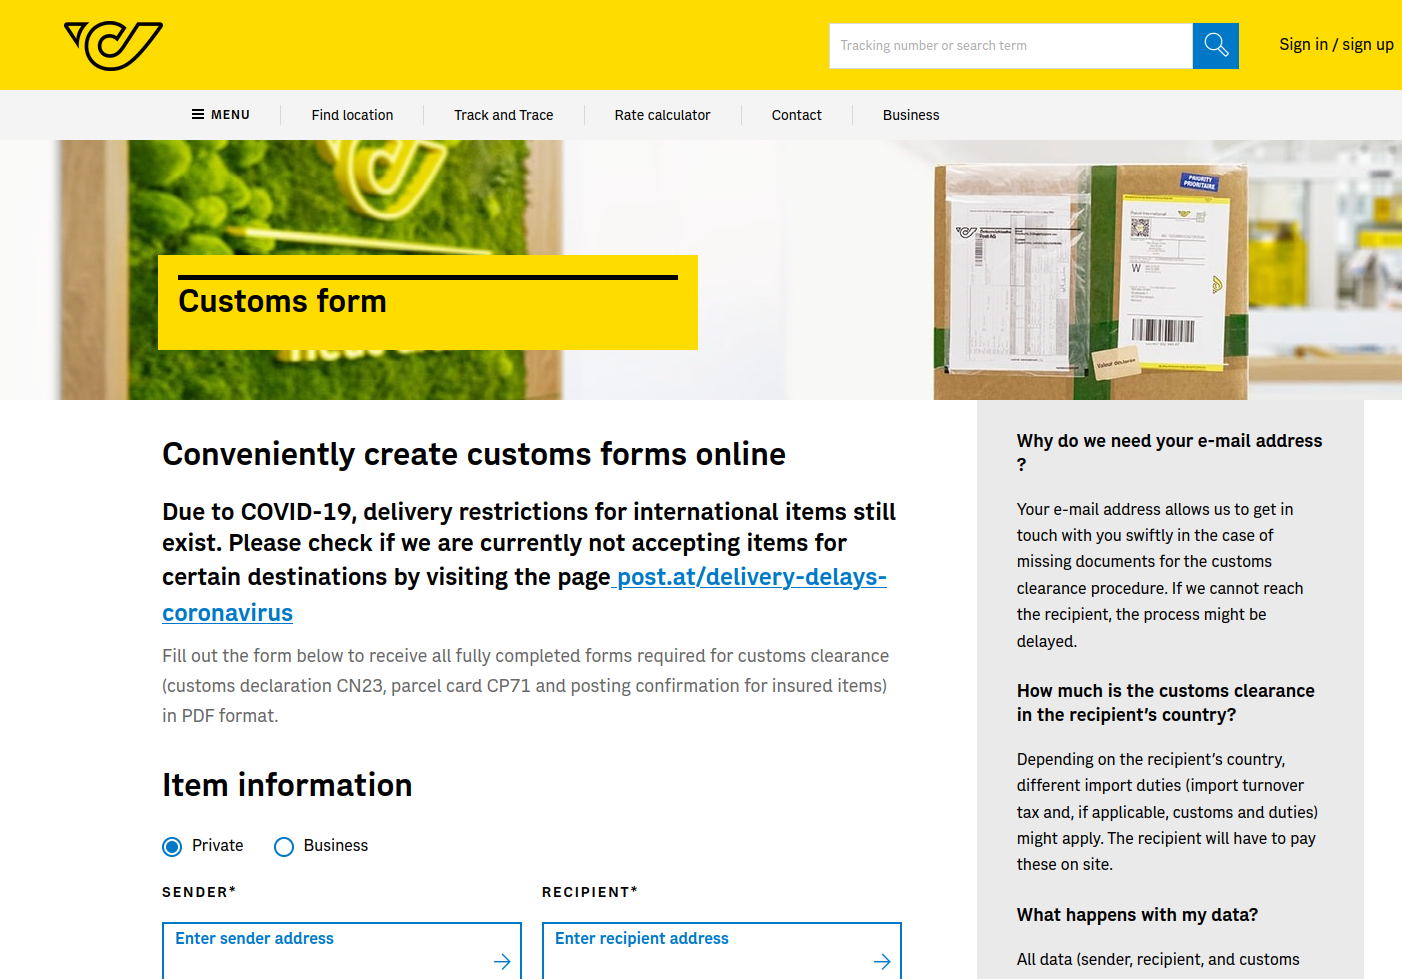 Tracking number or search term
Sign in / sign up
MENU
Find location
Track and Trace
Rate calculator
Contact
Business
PRIORITY
PRIORITAIRE
Customs form
Conveniently create customs forms online
Due to COVID-19, delivery restrictions for international items still
exist. Please check if we are currently not accepting items for
certain destinations by visiting the page post.at/delivery-delays-
coronavirus
Fill out the form below to receive all fully completed forms required for customs clearance
(customs declaration CN23, parcel card CP71 and posting confirmation for insured items)
in PDF format.
Item information
Private
Business
SENDER*
RECIPIENT*
Enter sender address
Enter recipient address
Why do we need your e-mail address
?
Your e-mail address allows us to get in
touch with you swiftly in the case of
missing documents for the customs
clearance procedure. If we cannot reach
the recipient, the process might be
delayed.
How much is the customs clearance
in the recipient's country?
Depending on the recipient's country,
different import duties (import turnover
tax and, if applicable, customs and duties)
might apply. The recipient will have to pay
these on site.
What happens with my data?
All data (sender, recipient, and customs